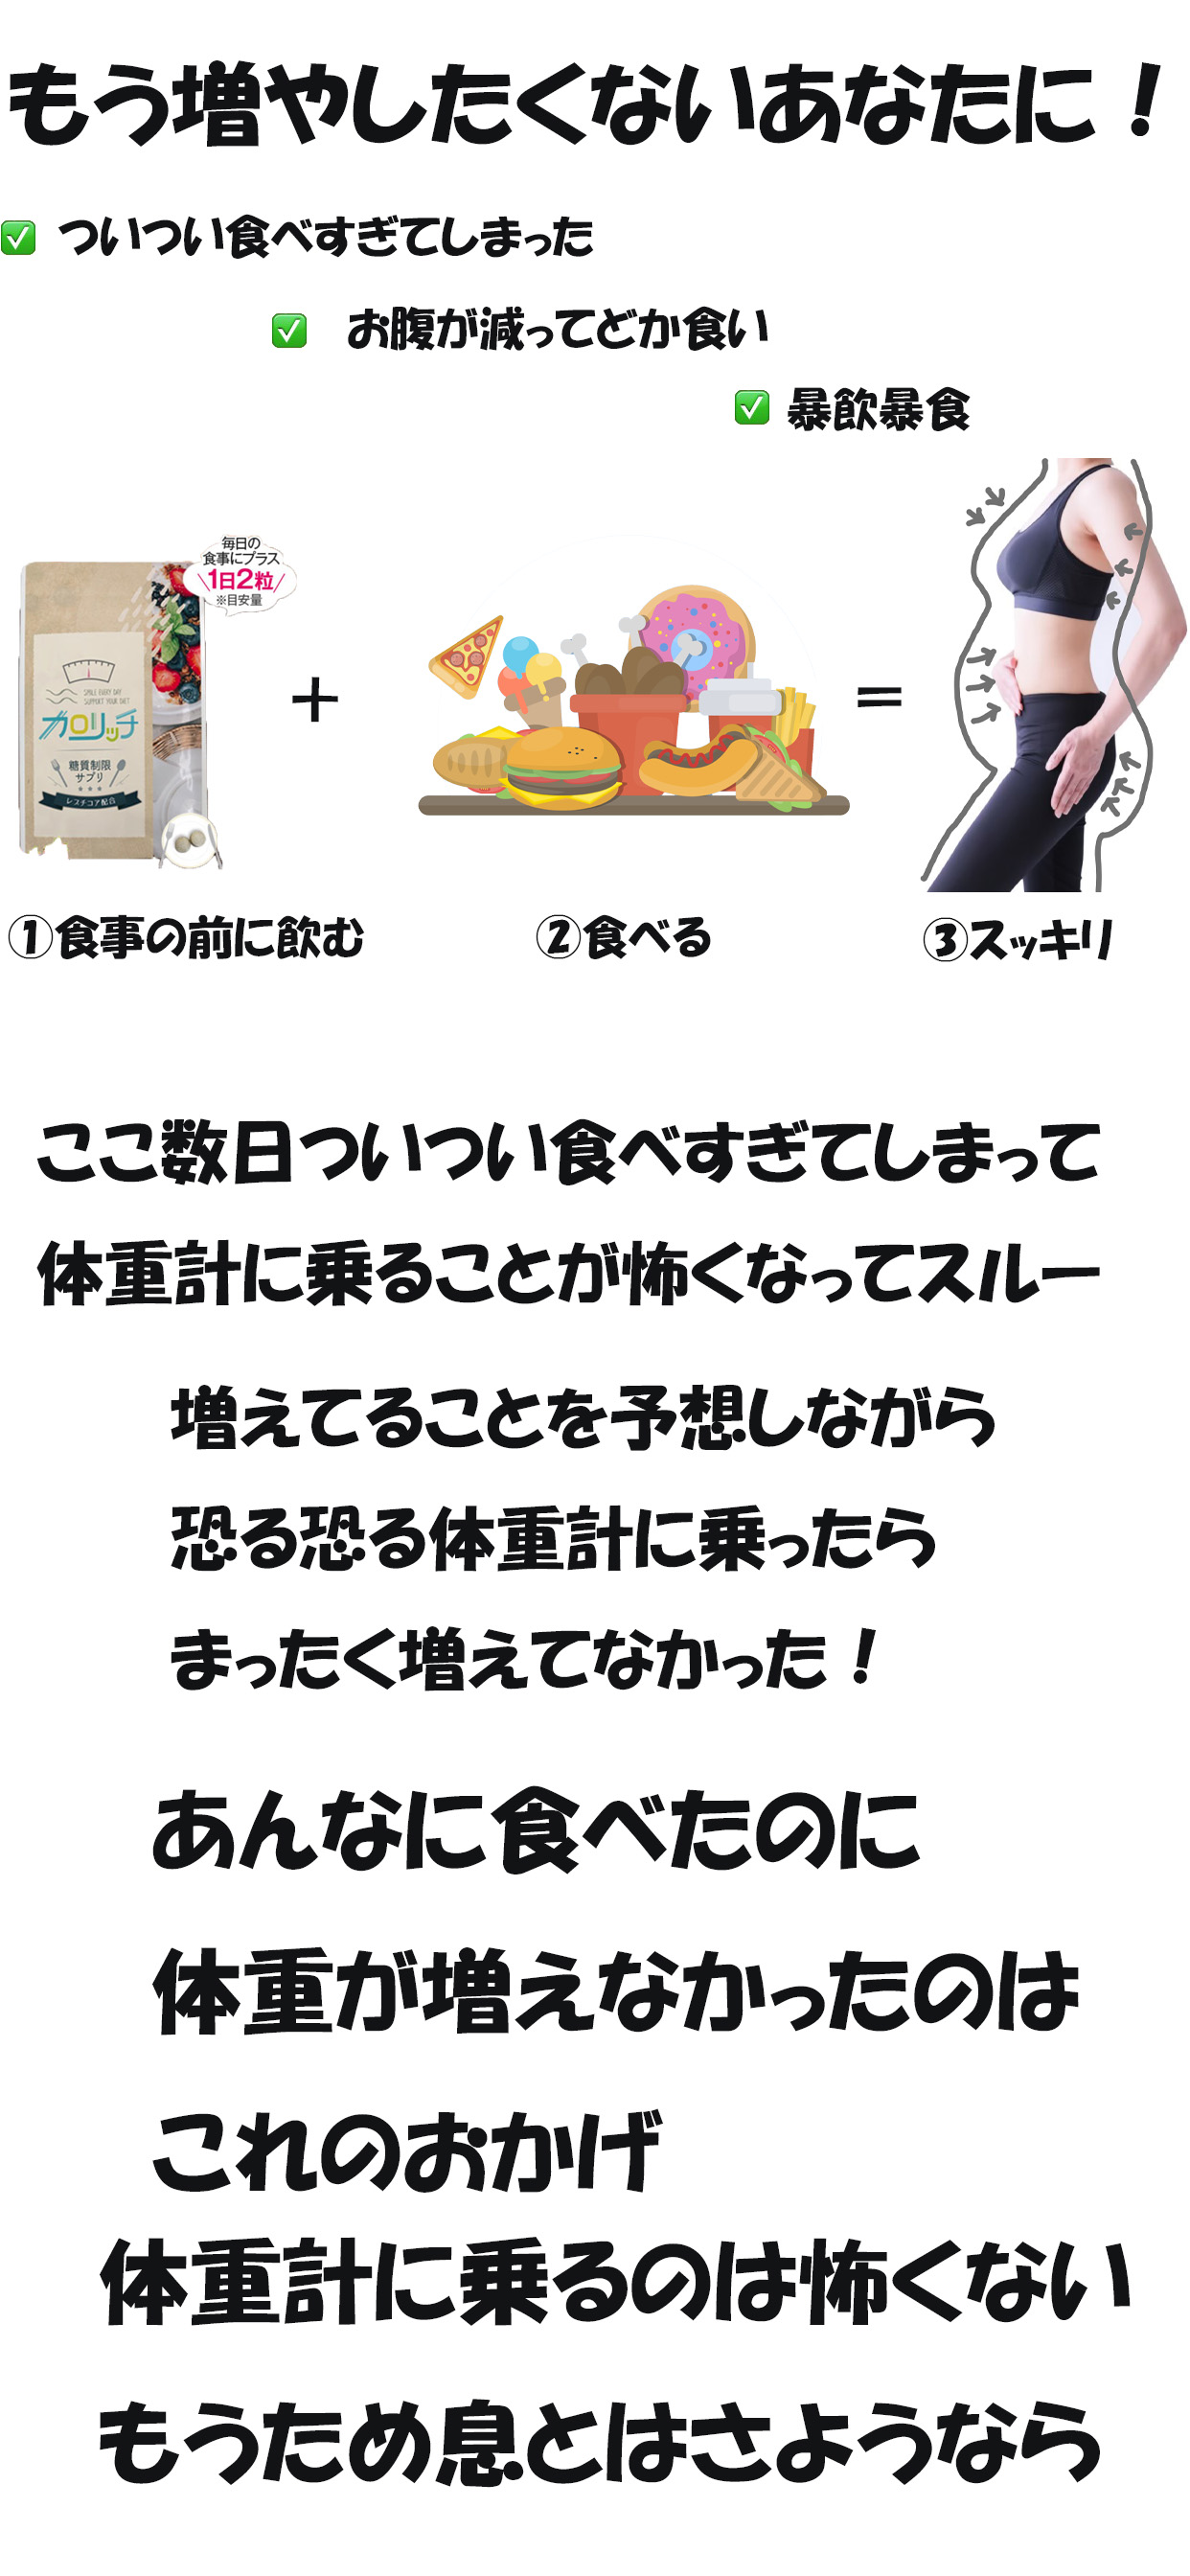 もう増やしたくないあなたに！
✅ ついつい食べすぎてしまった
✅ お腹が減ってどか食い
✅ 暴飲暴食
毎日の
食事にプラス
1日2粒
※目安量
SMILE EVERY DAY
SUPPORT YOUR DIET
カロリッチ
糖質制限
サプリ
レプチコア配合
＋
＝
①食事の前に飲む
②食べる
③スッキリ
ここ数日ついつい食べすぎてしまって
体重計に乗ることが怖くなってスルー
増えてることを予想しながら
恐る恐る体重計に乗ったら
まったく増えてなかった！
あんなに食べたのに
体重が増えなかったのは
これのおかげ
体重計に乗るのは怖くない
もうため息とはさようなら